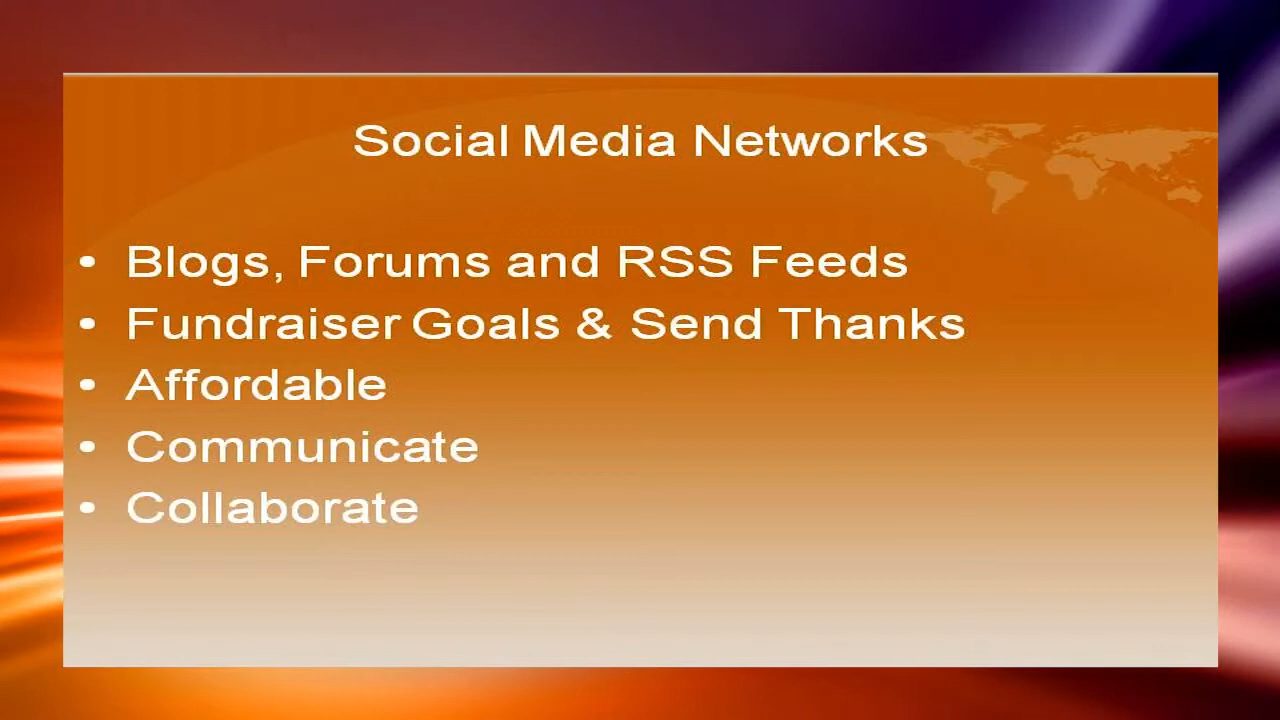 Social Media Networks
• Blogs, Forums and RSS Feeds
• Fundraiser Goals & Send Thanks
• Affordable
• Communicate
• Collaborate